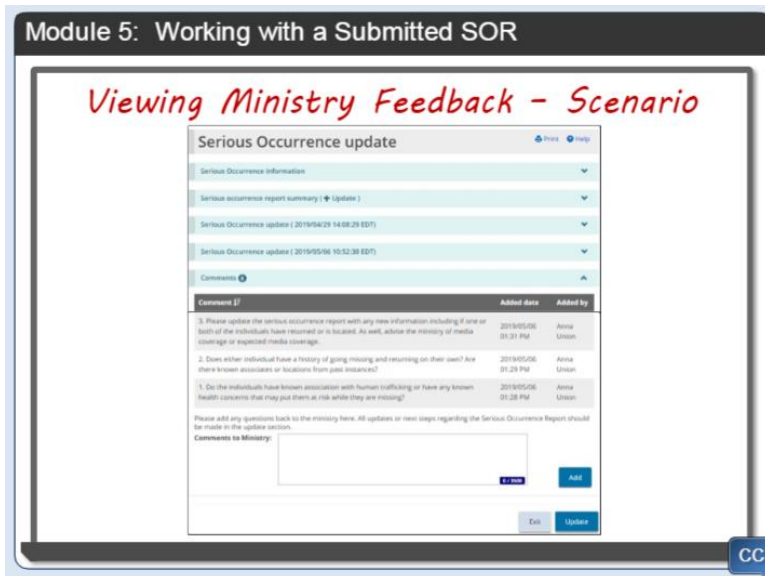 Module 5: Working with a Submitted SOR
Viewing Ministry Feedback - Scenario
Serious Occurrence update
Print Help
Serious Occurrence Information
Serious occurrence report summary ( + Update )
Serious Occurrence update ( 2019/04/29 14:08:29 EDT)
Serious Occurrence update ( 2019/05/06 10:52:38 EDT)
Comments
Comment Added date Added by
3. Please update the serious occurrence report with any new information including if one or
both of the individuals have returned or is located. As well, advise the ministry of media
coverage or expected media coverage.
2019/05/06
01:31 PM
Anna
Union
2. Does either individual have a history of going missing and returning on their own? Are
there known associates or locations from pass instances?
2019/05/06
01:29 PM
Anna
Union
1. Do the individuals have known association with human trafficking or have any known
health concerns that may put them at risk while they are missing?
2019/05/06
01:28 PM
Anna
Union
Please add any questions back to the ministry here. All updates or next steps regarding the Serious Occurrence Report should
be made in the update section.
Comments to Ministry:
Add
Exit Update
CC